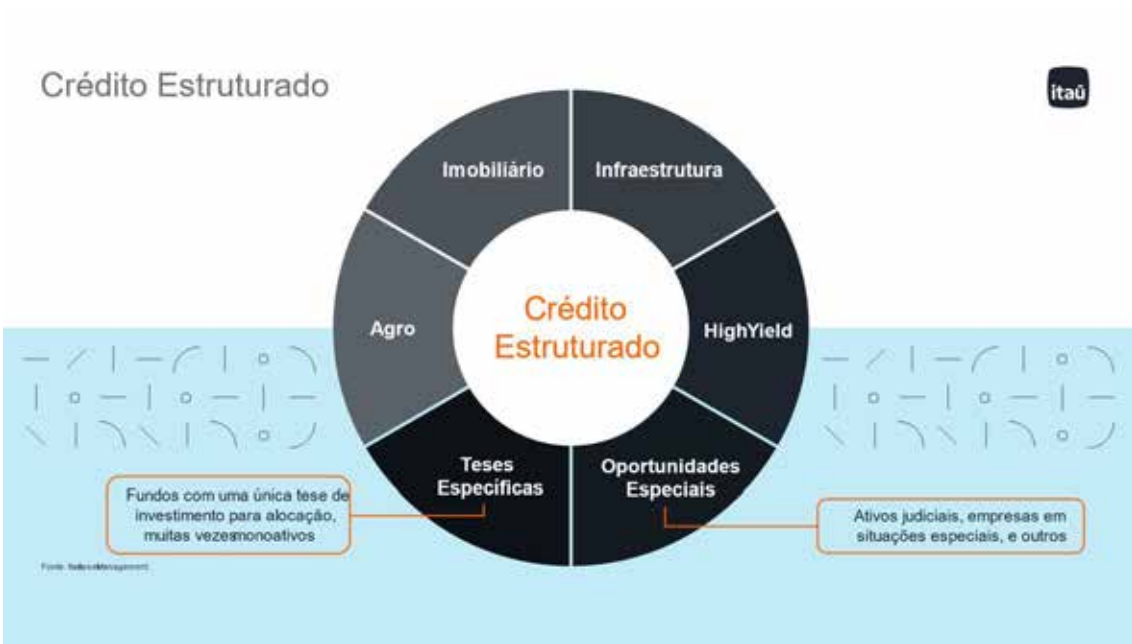 Crédito Estruturado
itaú
Imobiliário
Infraestrutura
Agro
Crédito
Estruturado
HighYield
Teses
Específicas
Oportunidades
Especiais
Fundos com uma única tese de
investimento para alocação,
muitas vezesmonoativos
Ativos judiciais, empresas em
situações especiais, e outros
Fonte: